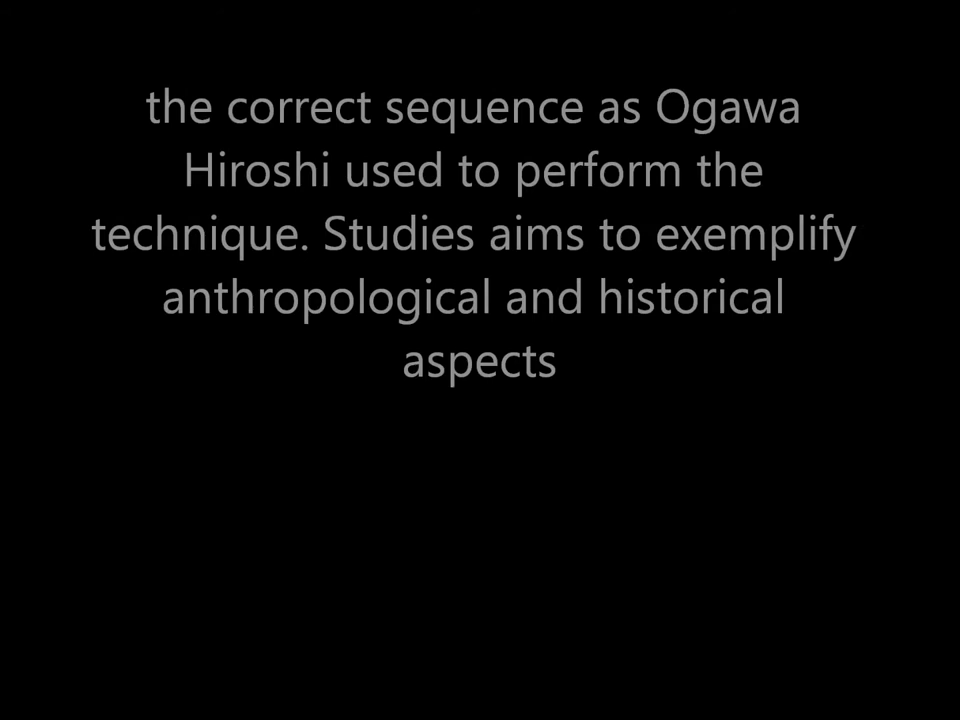 the correct sequence as Ogawa
Hiroshi used to perform the
technique. Studies aims to exemplify
anthropological and historical
aspects